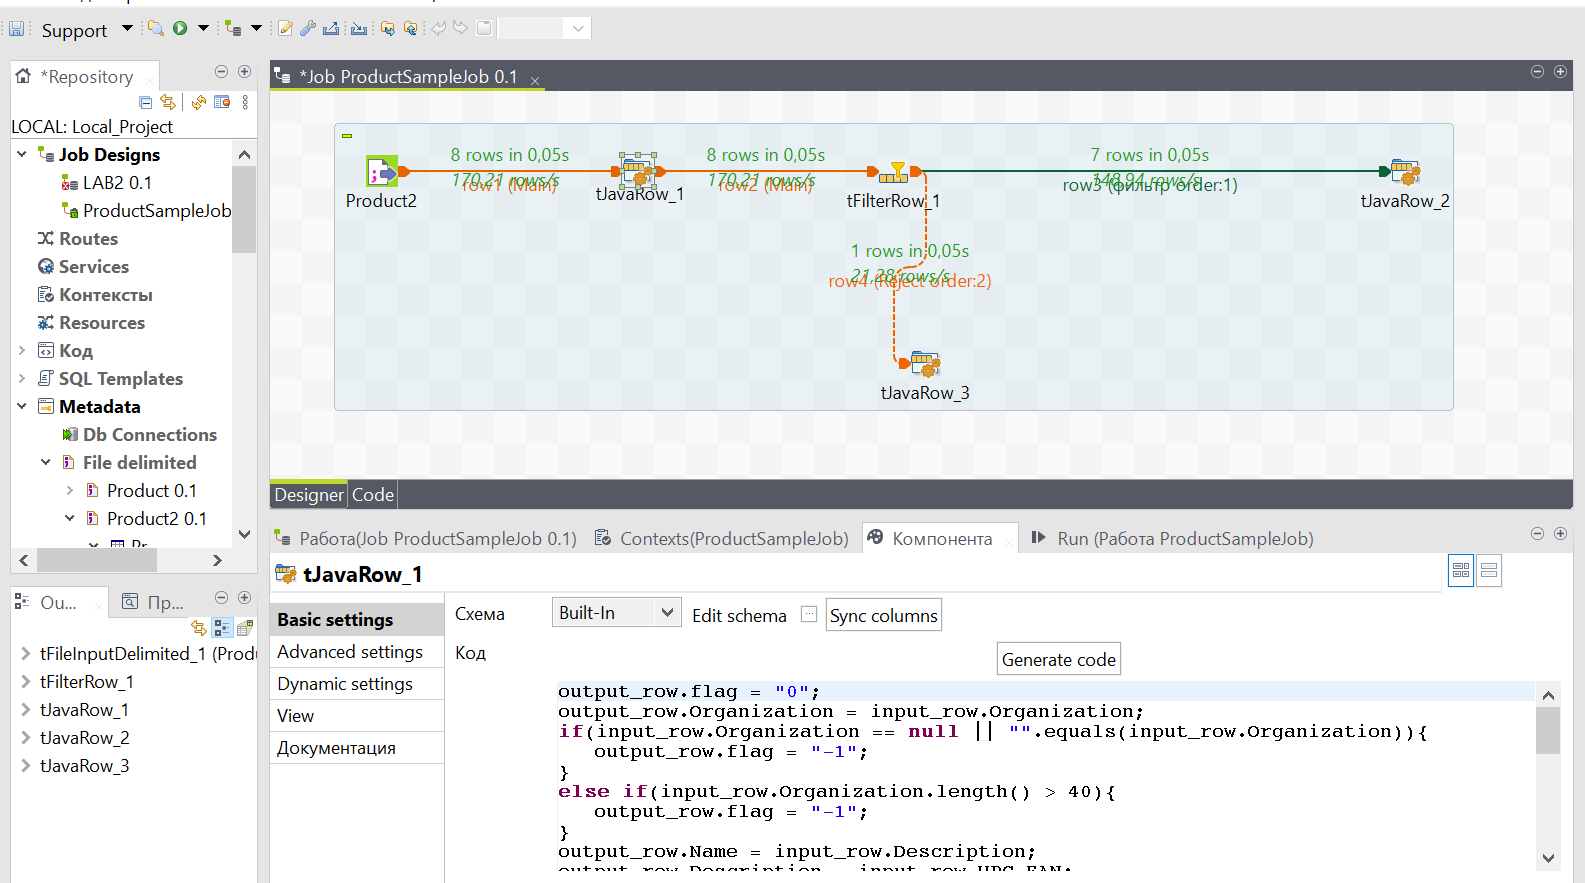 Support
*Repository
LOCAL: Local_Project
Job Designs
LAB2 0.1
ProductSampleJob
Routes
Services
Контексты
Resources
Код
SQL Templates
Metadata
Db Connections
File delimited
Product 0.1
Product2 0.1
Ou...
Пр...
tFileInputDelimited_1 (Prod
tFilterRow_1
tJavaRow_1
tJavaRow_2
tJavaRow_3
*Job ProductSampleJob 0.1
8 rows in 0,05s
170,21 rows/s
row1 (Main)
8 rows in 0,05s
170,21 rows/s
row2 (Main)
7 rows in 0,05s
148,94 rows/s
row3 (фильтр order:1)
Product2
tJavaRow_1
tFilterRow_1
tJavaRow_2
1 rows in 0,05s
21,28 rows/s
row4 (Reject order:2)
tJavaRow_3
Designer
Code
Работа(Job ProductSampleJob 0.1)
Contexts(ProductSampleJob)
Компонента
Run (Работа ProductSampleJob)
tJavaRow_1
Basic settings
Advanced settings
Dynamic settings
View
Документация
Схема
Built-In
Edit schema
Sync columns
Код
Generate code
output_row.flag = "0";
output_row.Organization = input_row.Organization;
if(input_row.Organization == null || "".equals(input_row.Organization)){
output_row.flag = "-1";
}
else if(input_row.Organization.length() > 40){
output_row.flag = "-1";
}
output_row.Name = input_row.Description;
output_row.Description = input_row.UPC_EAN;